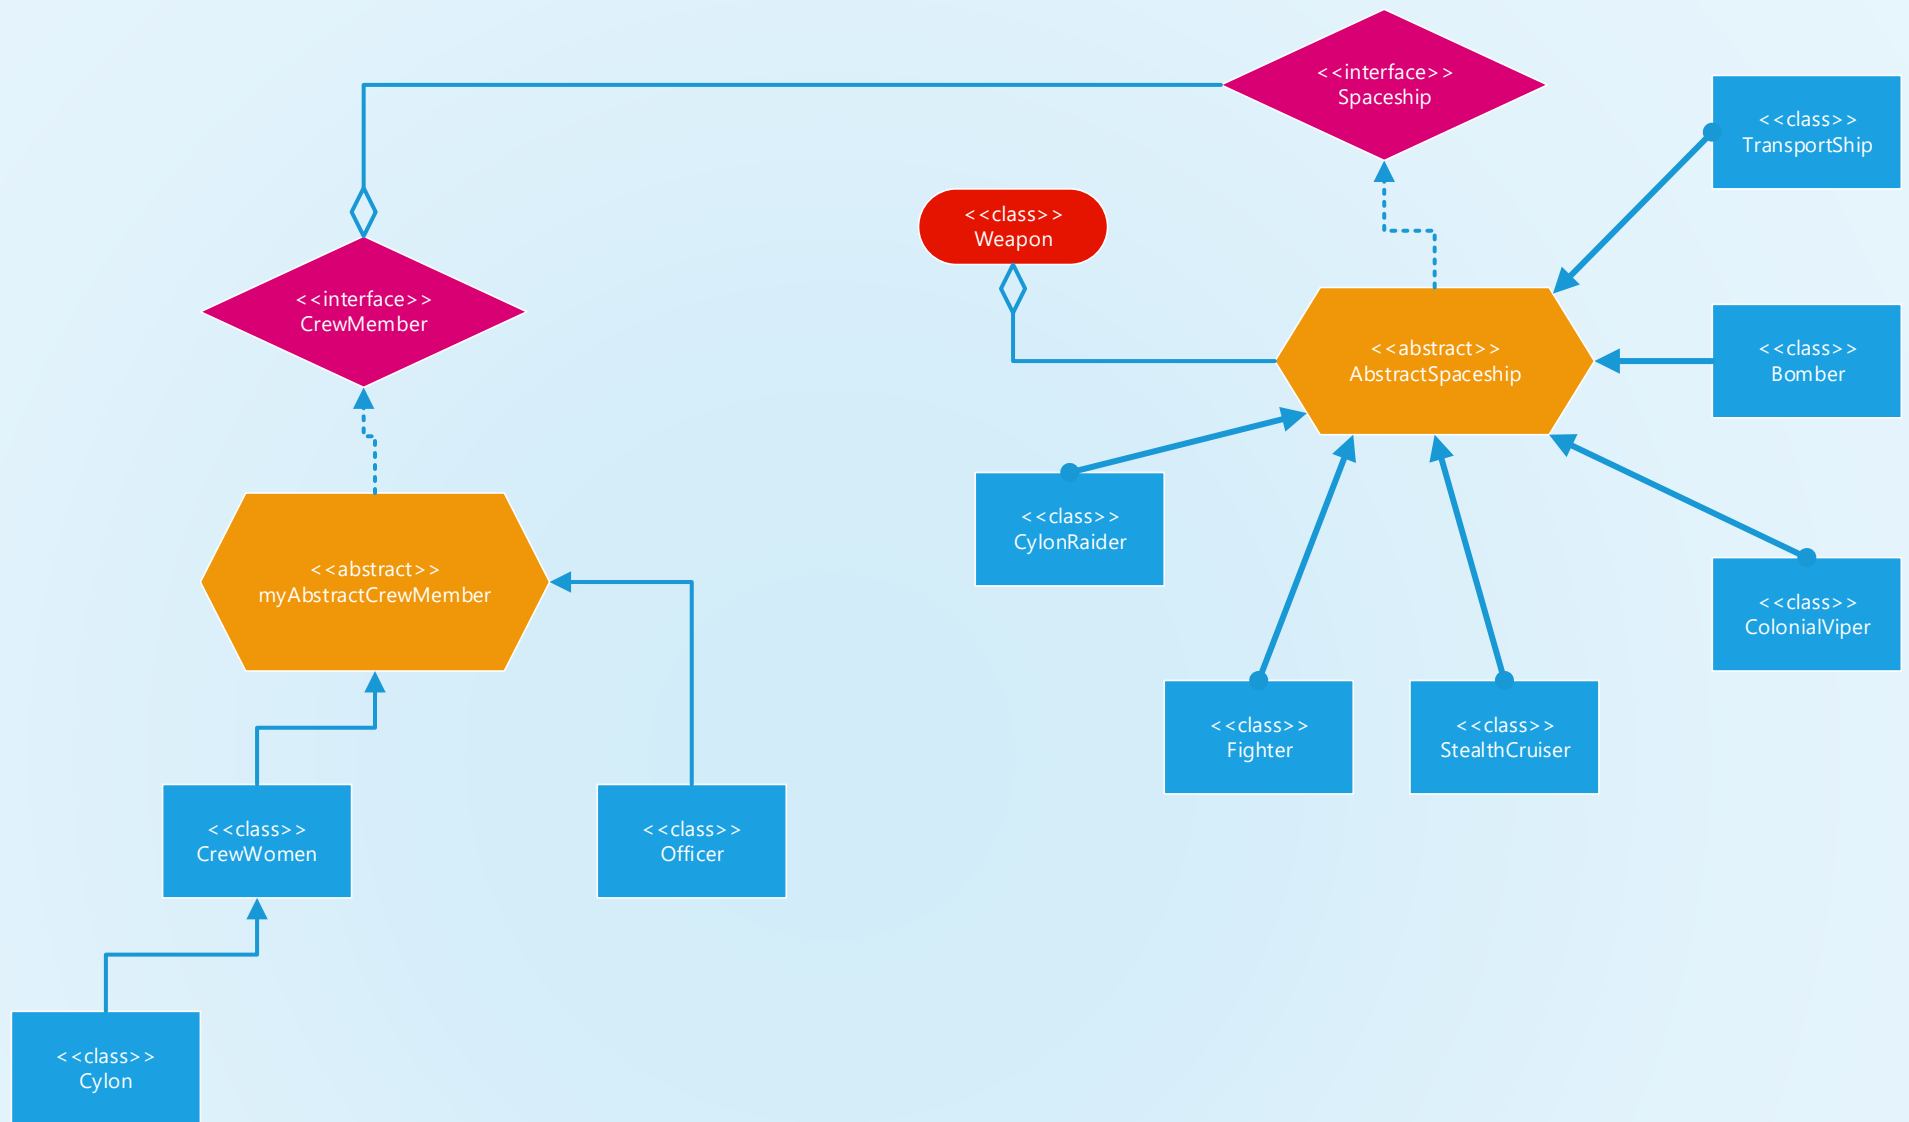 <<interface>>
Spaceship
<<class>>
TransportShip
<<class>>
Weapon
<<interface>>
CrewMember
<<abstract>>
AbstractSpaceship
<<class>>
Bomber
<<class>>
CylonRaider
<<abstract>>
myAbstractCrewMember
<<class>>
ColonialViper
<<class>>
Fighter
<<class>>
StealthCruiser
<<class>>
CrewWomen
<<class>>
Officer
<<class>>
Cylon